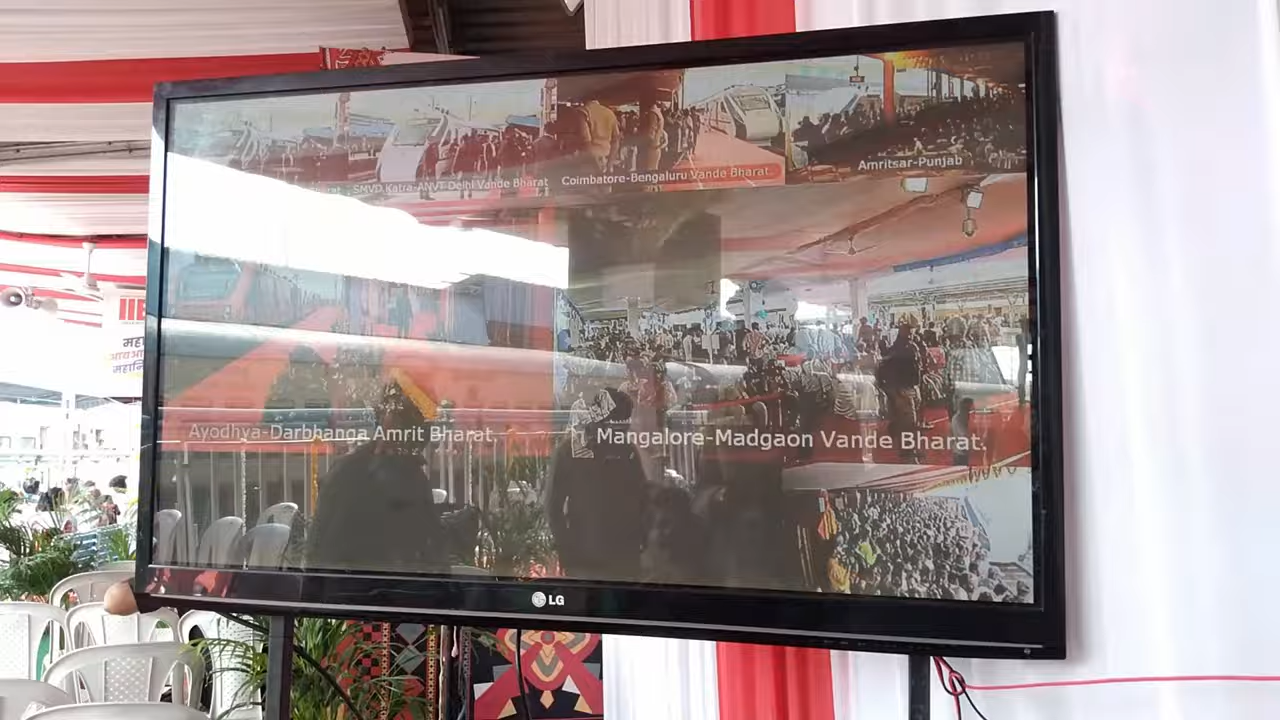 SMVD Katra-ANVT Delhi Vande Bharat
Coimbatore-Bengaluru Vande Bharat
Amritsar-Punjab
Ayodhya-Darbhanga Amrit Bharat
Mangalore-Madgaon Vande Bharat
LG